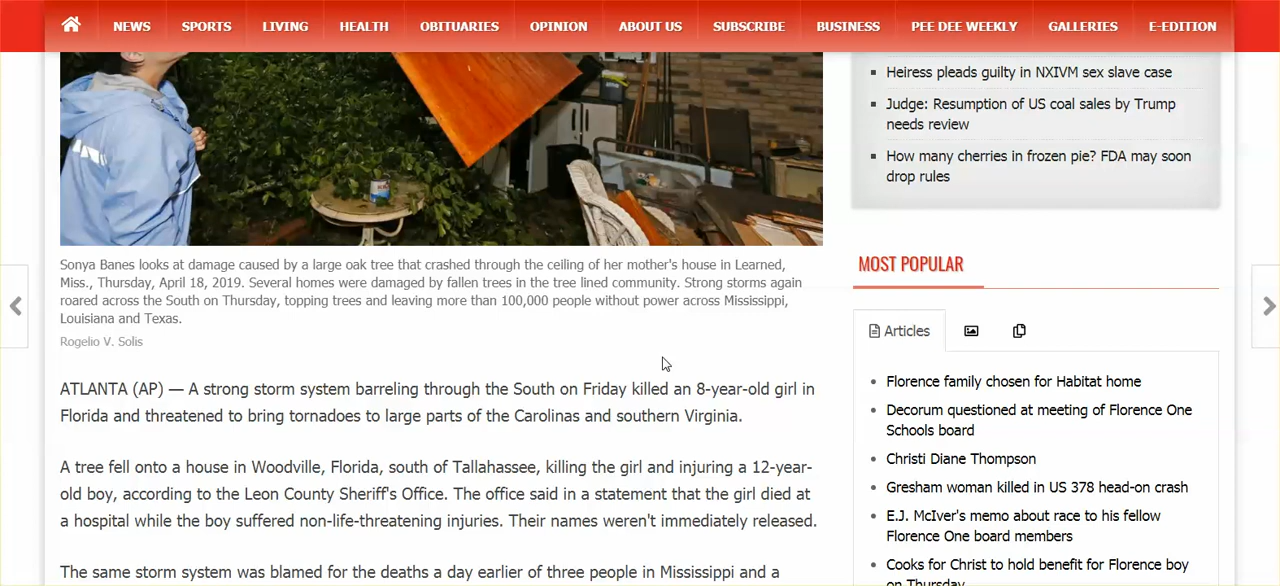 NEWS SPORTS LIVING HEALTH OBITUARIES OPINION ABOUT US SUBSCRIBE BUSINESS PEE DEE WEEKLY GALLERIES E-EDITION
Sonya Banes looks at damage caused by a large oak tree that crashed through the ceiling of her mother's house in Learned,
Miss., Thursday, April 18, 2019. Several homes were damaged by fallen trees in the tree lined community. Strong storms again
roared across the South on Thursday, topping trees and leaving more than 100,000 people without power across Mississippi,
Louisiana and Texas.
Rogelio V. Solis
ATLANTA (AP) — A strong storm system barreling through the South on Friday killed an 8-year-old girl in
Florida and threatened to bring tornadoes to large parts of the Carolinas and southern Virginia.
A tree fell onto a house in Woodville, Florida, south of Tallahassee, killing the girl and injuring a 12-year-
old boy, according to the Leon County Sheriff's Office. The office said in a statement that the girl died at
a hospital while the boy suffered non-life-threatening injuries. Their names weren't immediately released.
The same storm system was blamed for the deaths a day earlier of three people in Mississippi and a
Heiress pleads guilty in NXIVM sex slave case
Judge: Resumption of US coal sales by Trump
needs review
How many cherries in frozen pie? FDA may soon
drop rules
MOST POPULAR
Articles
Florence family chosen for Habitat home
Decorum questioned at meeting of Florence One
Schools board
Christi Diane Thompson
Gresham woman killed in US 378 head-on crash
E.J. McIver's memo about race to his fellow
Florence One board members
Cooks for Christ to hold benefit for Florence boy
on Thursday